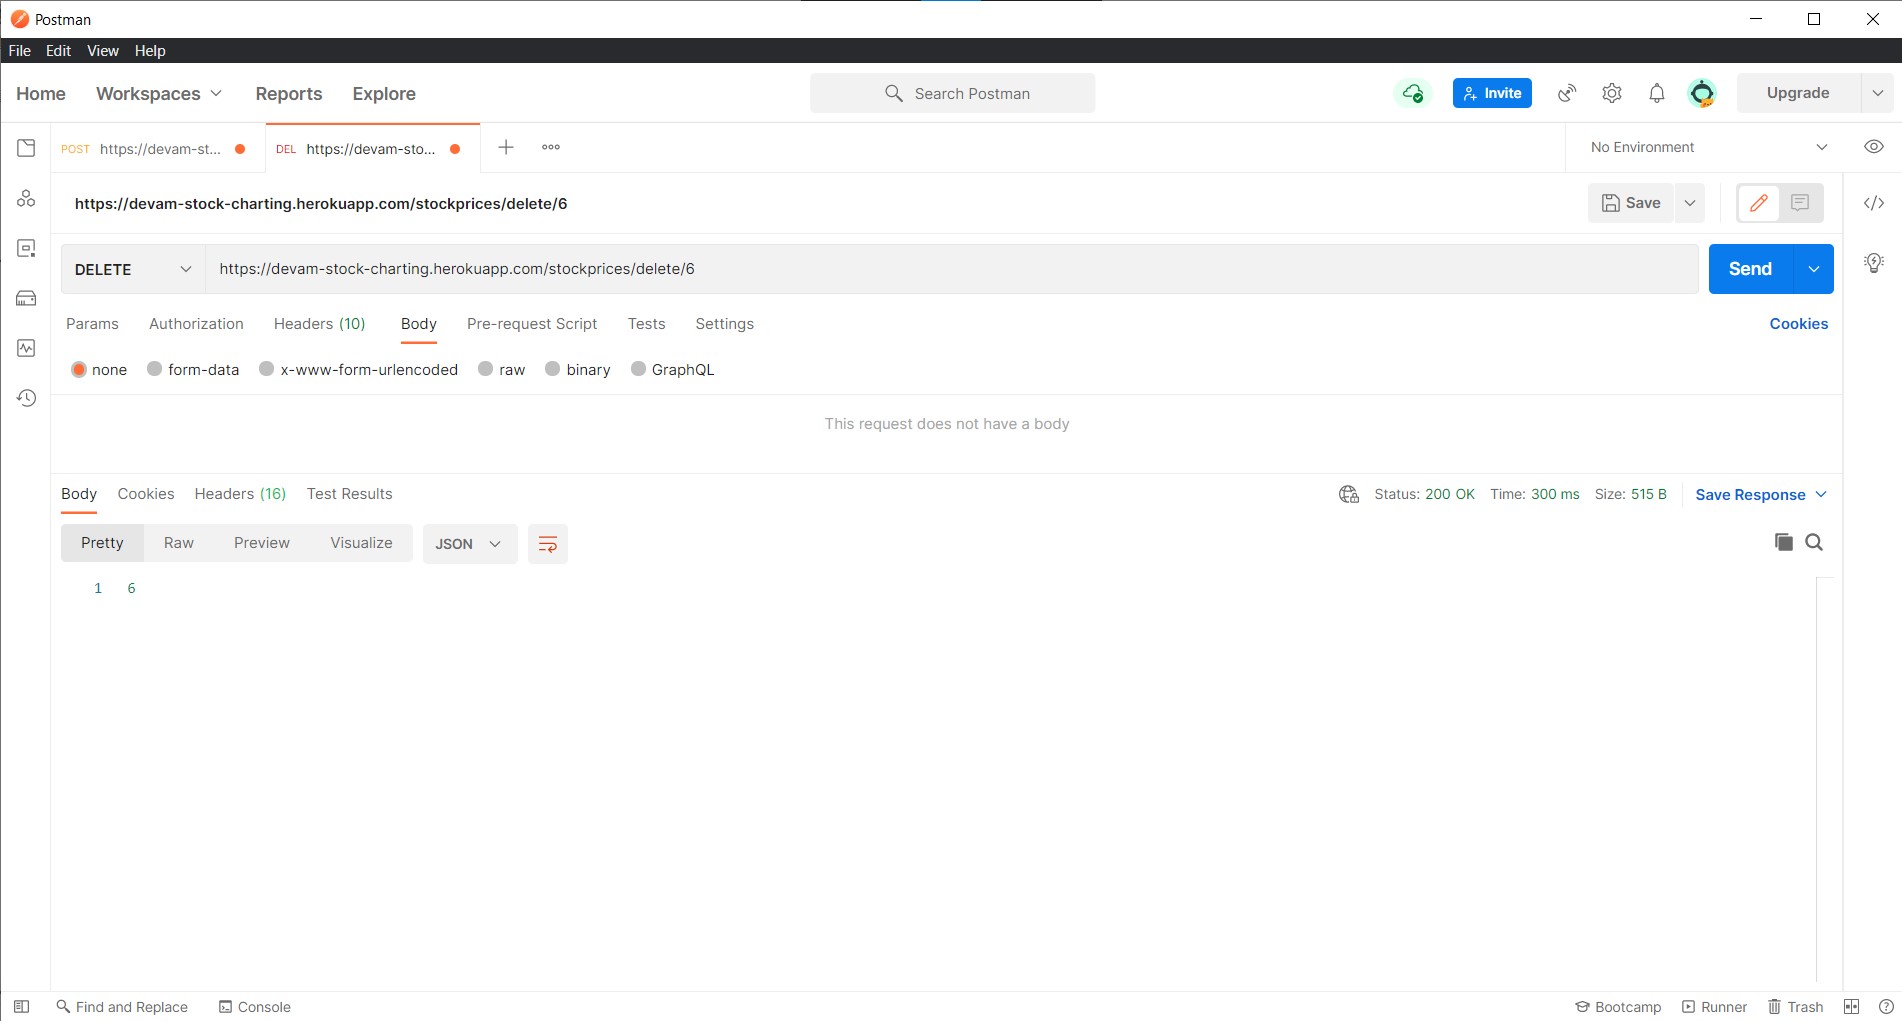 Postman
File Edit View Help
Home Workspaces Reports Explore Search Postman Invite Upgrade
POST https://devam-st... DEL https://devam-sto... No Environment
https://devam-stock-charting.herokuapp.com/stockprices/delete/6 Save
DELETE https://devam-stock-charting.herokuapp.com/stockprices/delete/6 Send
Params Authorization Headers (10) Body Pre-request Script Tests Settings Cookies
none form-data x-www-form-urlencoded raw binary GraphQL
This request does not have a body
Body Cookies Headers (16) Test Results Status: 200 OK Time: 300 ms Size: 515 B Save Response
Pretty Raw Preview Visualize JSON
1 6
Find and Replace Console Bootcamp Runner Trash